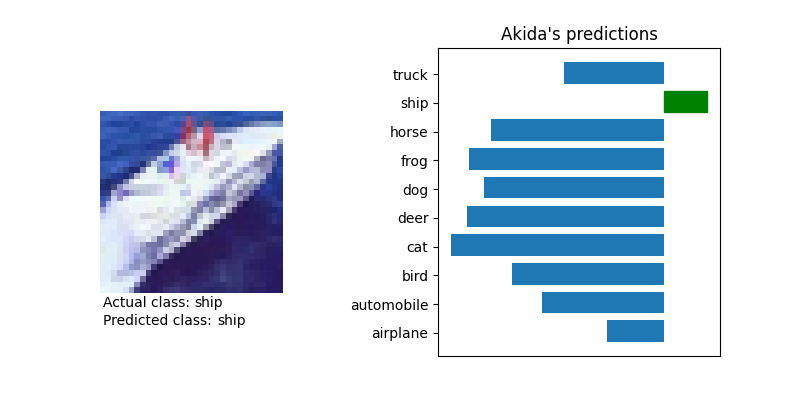 Akida's predictions
truck
ship
horse
frog
dog
deer
cat
bird
automobile
airplane
Actual class: ship
Predicted class: ship